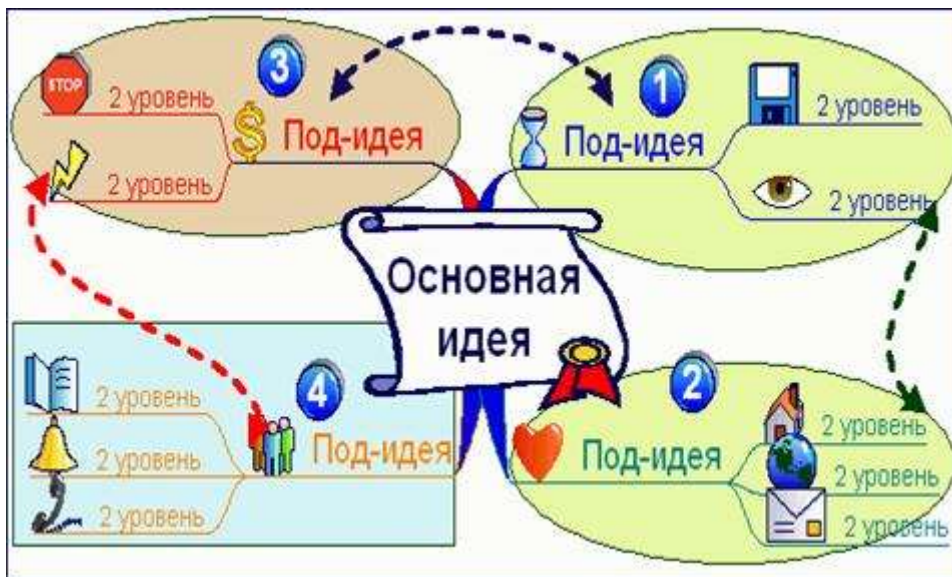 3
STOP
2 уровень
Под-идея
2 уровень
1
2 уровень
Под-идея
2 уровень
Основная
идея
4
2 уровень
2 уровень
Под-идея
2 уровень
2
2 уровень
Под-идея
2 уровень
2 уровень